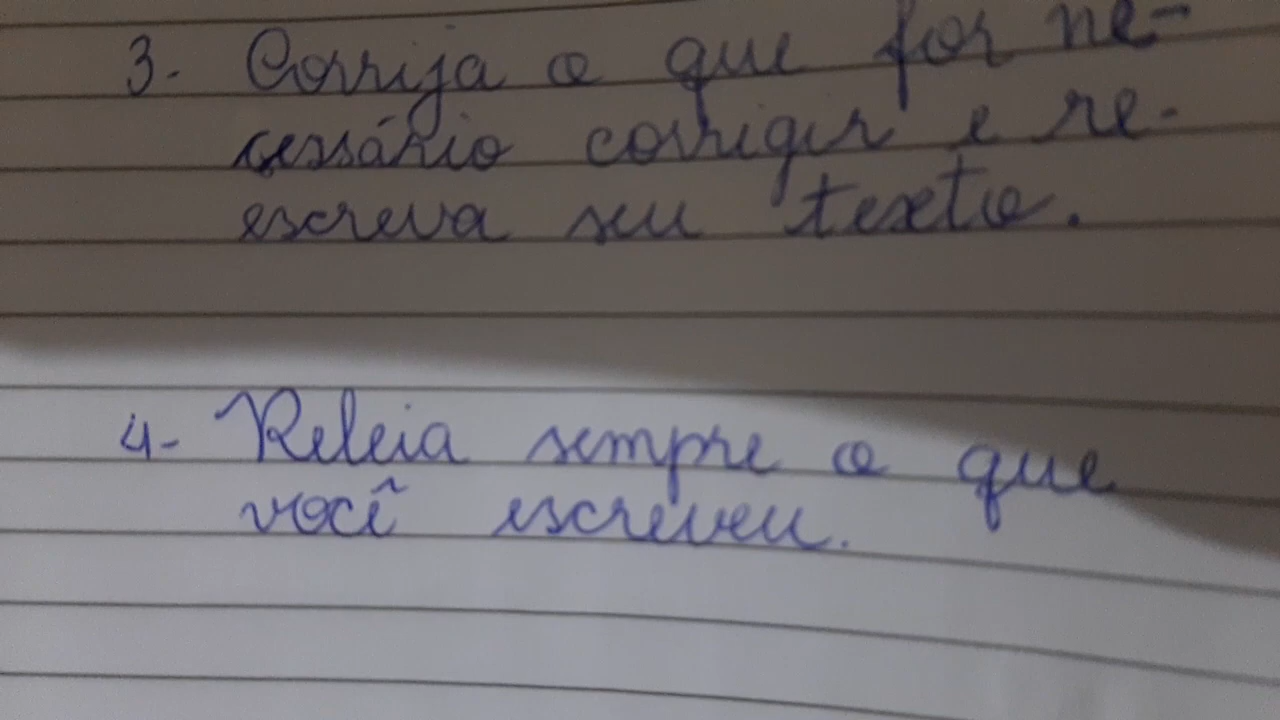 3. Corrija o que for ne-
cessário corrigir e re-
escreva seu texto.
4- Releia sempre o que
você escreveu.